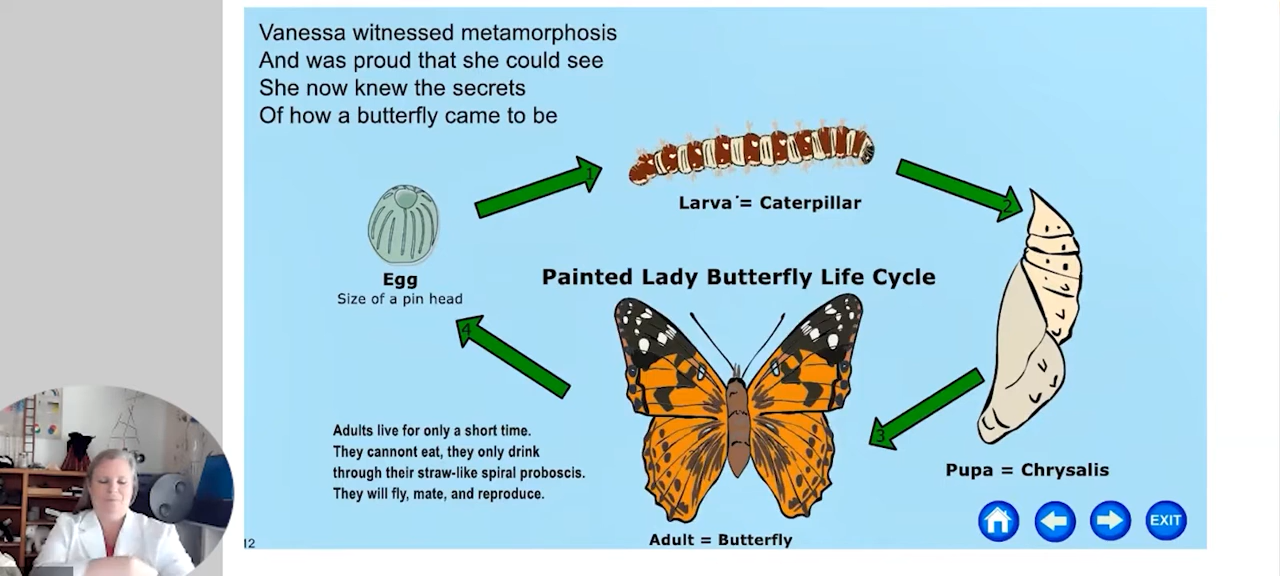 Vanessa witnessed metamorphosis
And was proud that she could see
She now knew the secrets
Of how a butterfly came to be
1
Larva = Caterpillar
2
Egg
Size of a pin head
Painted Lady Butterfly Life Cycle
4
3
Adults live for only a short time.
They cannont eat, they only drink
through their straw-like spiral proboscis.
They will fly, mate, and reproduce.
Pupa = Chrysalis
EXIT
Adult = Butterfly
12